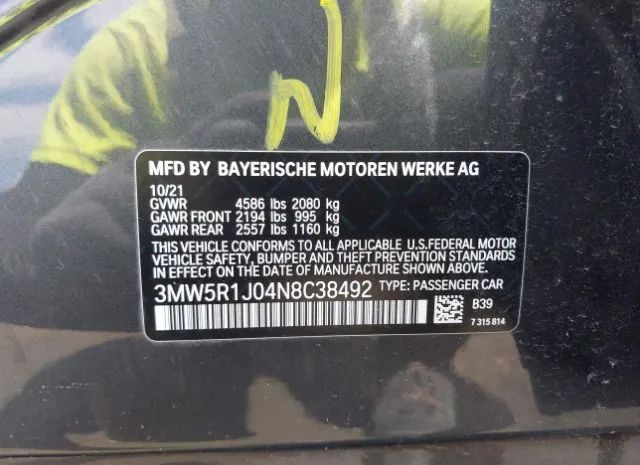 N
MFD BY BAYERISCHE MOTOREN WERKE AG
10/21
GVWR 4586 lbs 2080 kg
GAWR FRONT 2194 lbs 995 kg
GAWR REAR 2557 lbs 1160 kg
THIS VEHICLE CONFORMS TO ALL APPLICABLE U.S.FEDERAL MOTOR
VEHICLE SAFETY, BUMPER, AND THEFT PREVENTION STANDARDS
IN EFFECT ON THE DATE OF MANUFACTURE SHOWN ABOVE.
3MW5R1J04N8C38492 TYPE: PASSENGER CAR
B39
7 315 814